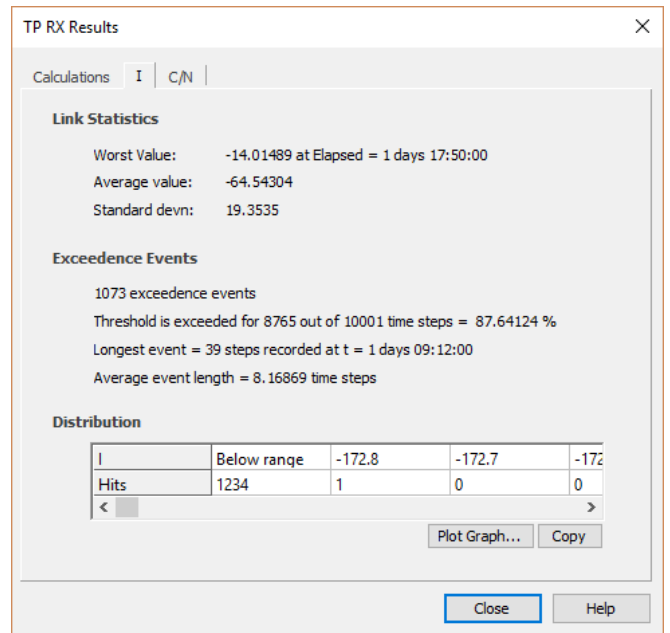 TP RX Results
Calculations I C/N
Link Statistics
Worst Value: -14.01489 at Elapsed = 1 days 17:50:00
Average value: -64.54304
Standard devn: 19.3535
Exceedence Events
1073 exceedence events
Threshold is exceeded for 8765 out of 10001 time steps = 87.64124 %
Longest event = 39 steps recorded at t = 1 days 09:12:00
Average event length = 8.16869 time steps
Distribution
I Below range -172.8 -172.7 -172
Hits 1234 1 0 0
Plot Graph... Copy
Close Help